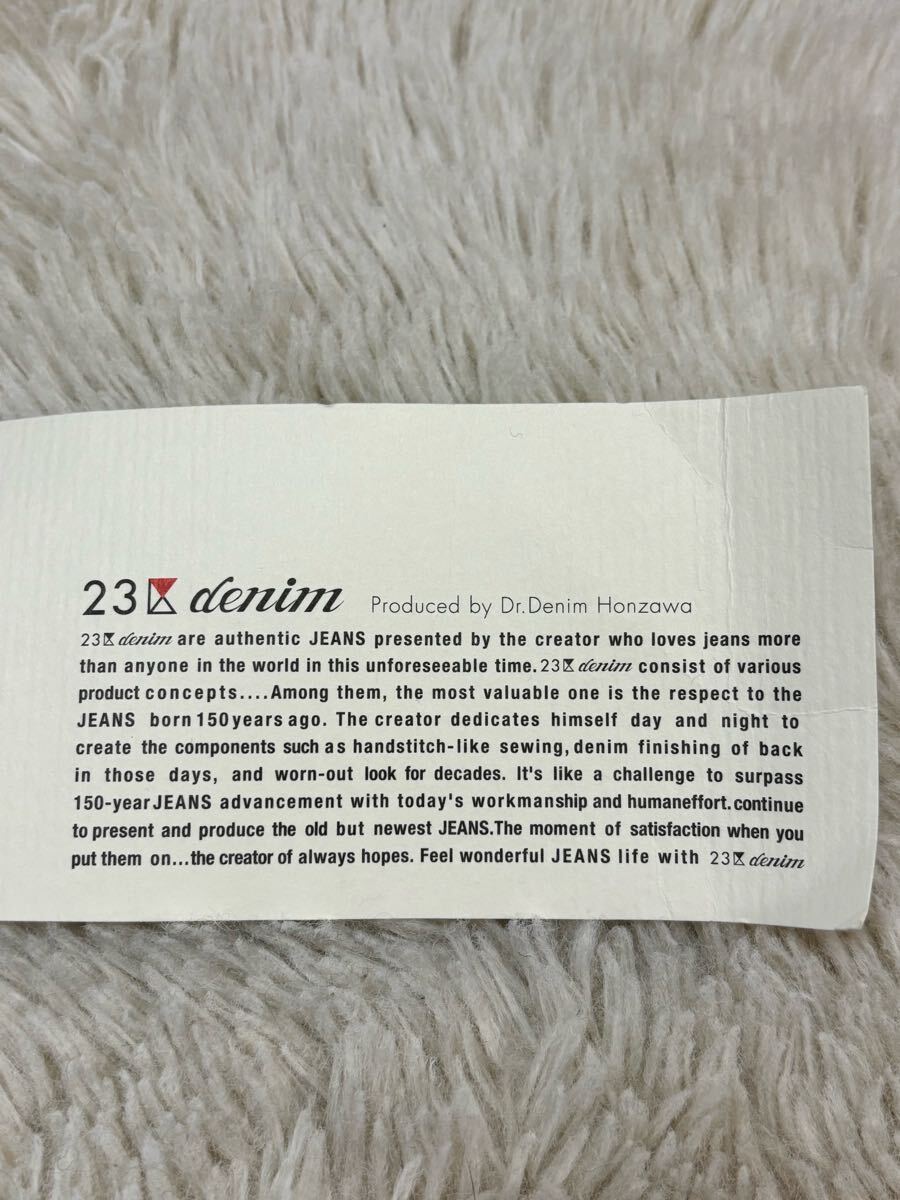 23区 denim Produced by Dr.Denim Honzawa
23区 denim are authentic JEANS presented by the creator who loves jeans more
than anyone in the world in this unforeseeable time. 23区 denim consist of various
product concepts....Among them, the most valuable one is the respect to the
JEANS born 150 years ago. The creator dedicates himself day and night to
create the components such as handstitch-like sewing, denim finishing of back
in those days, and worn-out look for decades. It's like a challenge to surpass
150-year JEANS advancement with today's workmanship and humaneffort. continue
to present and produce the old but newest JEANS.The moment of satisfaction when you
put them on...the creator of always hopes. Feel wonderful JEANS life with 23区 denim